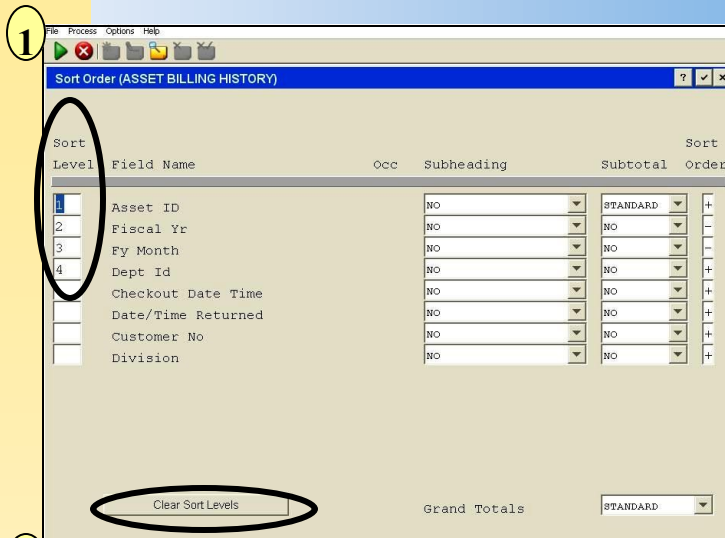 1
File Process Options Help
Sort Order (ASSET BILLING HISTORY) ? ✓ ×
Sort Sort
Level Field Name Occ Subheading Subtotal Order
1 Asset ID NO STANDARD +
2 Fiscal Yr NO NO -
3 Fy Month NO NO -
4 Dept Id NO NO +
Checkout Date Time NO NO +
Date/Time Returned NO NO +
Customer No NO NO +
Division NO NO +
Clear Sort Levels Grand Totals STANDARD